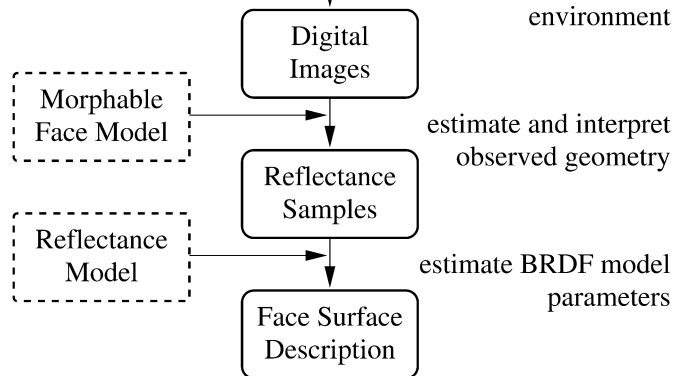 environment
Digital
Images
Morphable
Face Model
estimate and interpret
observed geometry
Reflectance
Samples
Reflectance
Model
estimate BRDF model
parameters
Face Surface
Description